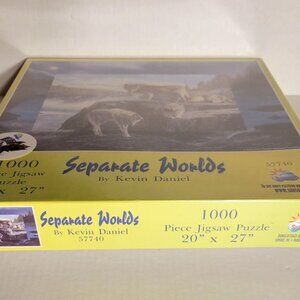 1000
Piece Jigsaw
Puzzle
x 27"
Separate Worlds
By Kevin Daniel
57740
Separate Worlds
By Kevin Daniel
57740
1000
Piece Jigsaw Puzzle
20" x 27"